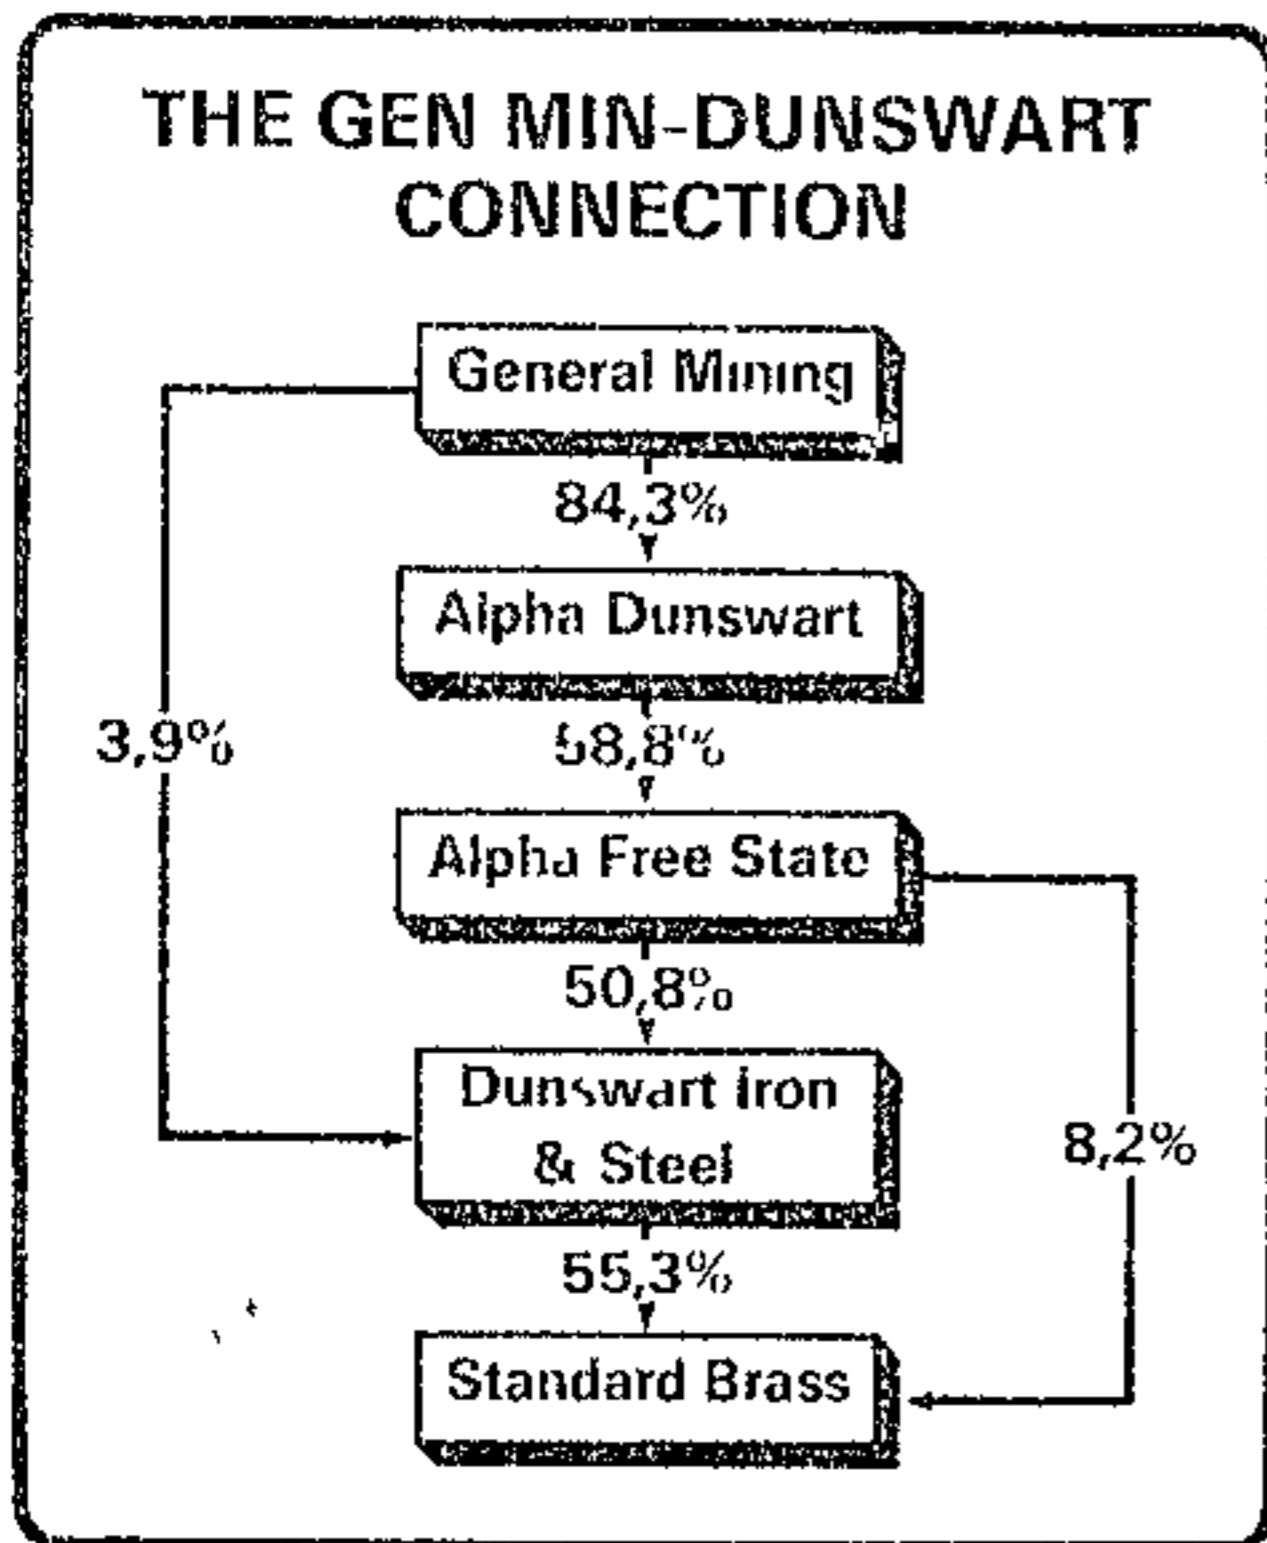 THE GEN MIN-DUNSWART
CONNECTION
General Mining
84,3%
Alpha Dunswart
3,9%
58,8%
Alpha Free State
50,8%
Dunswart Iron
& Steel
8,2%
55,3%
Standard Brass